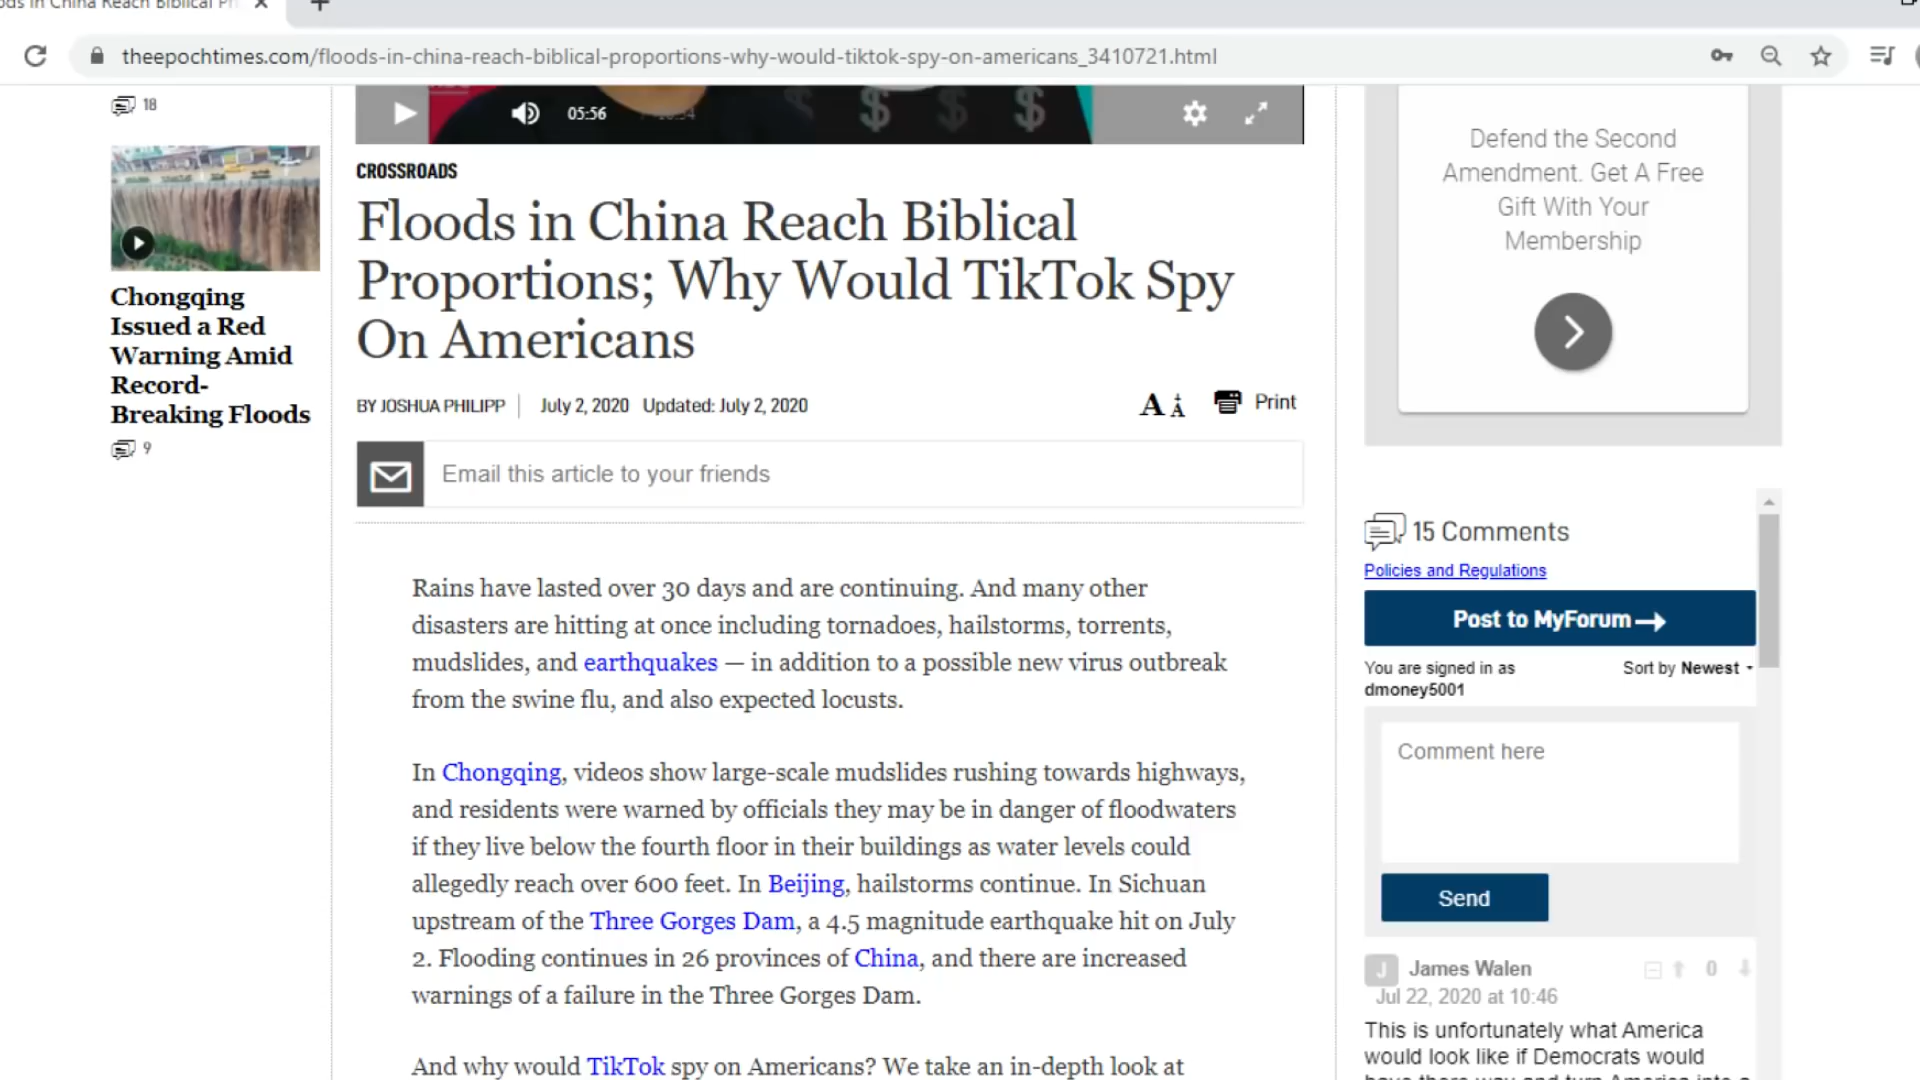 ods in China Reach Biblical Pr
theepochtimes.com/floods-in-china-reach-biblical-proportions-why-would-tiktok-spy-on-americans_3410721.html
18
Chongqing
Issued a Red
Warning Amid
Record-
Breaking Floods
9
05:56
CROSSROADS
Floods in China Reach Biblical
Proportions; Why Would TikTok Spy
On Americans
BY JOSHUA PHILIPP
July 2, 2020 Updated: July 2, 2020
A A
Print
Email this article to your friends
Rains have lasted over 30 days and are continuing. And many other
disasters are hitting at once including tornadoes, hailstorms, torrents,
mudslides, and earthquakes — in addition to a possible new virus outbreak
from the swine flu, and also expected locusts.
In Chongqing, videos show large-scale mudslides rushing towards highways,
and residents were warned by officials they may be in danger of floodwaters
if they live below the fourth floor in their buildings as water levels could
allegedly reach over 600 feet. In Beijing, hailstorms continue. In Sichuan
upstream of the Three Gorges Dam, a 4.5 magnitude earthquake hit on July
2. Flooding continues in 26 provinces of China, and there are increased
warnings of a failure in the Three Gorges Dam.
And why would TikTok spy on Americans? We take an in-depth look at
Defend the Second
Amendment. Get A Free
Gift With Your
Membership
15 Comments
Policies and Regulations
Post to MyForum
You are signed in as
dmoney5001
Sort by Newest
Comment here
Send
J
James Walen
0
Jul 22, 2020 at 10:46
This is unfortunately what America
would look like if Democrats would